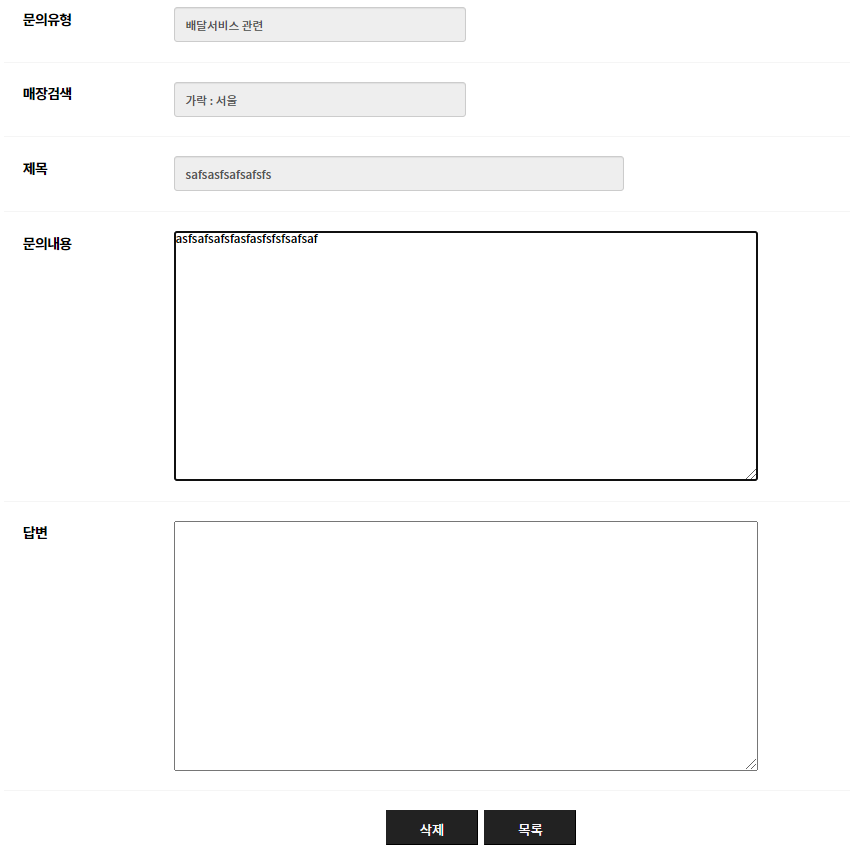 문의유형
배달서비스 관련
매장검색
가락 : 서울
제목
safsasfsafsafsfs
문의내용
asfsafsafsfasfasfsfsfsafsaf
답변
삭제 목록